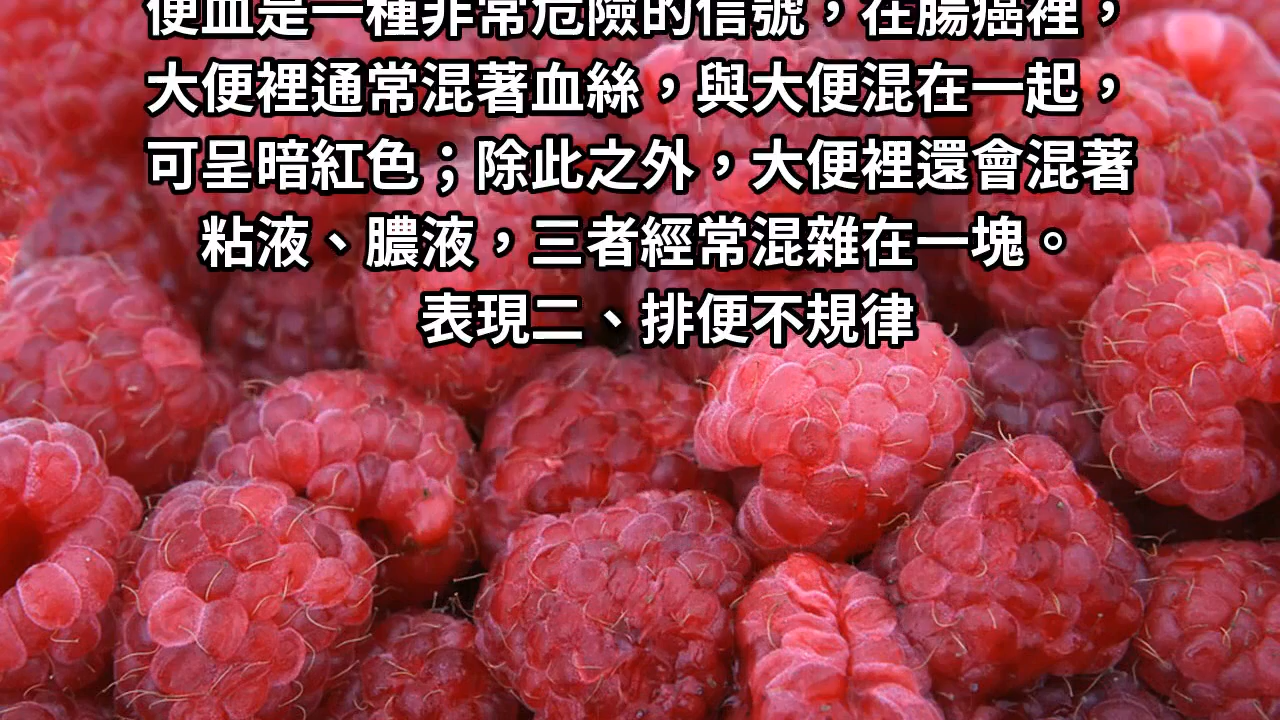 便血是一種非常危險的信號，在腸癌裡，
大便裡通常混著血絲，與大便混在一起，
可呈暗紅色；除此之外，大便裡還會混著
粘液、膿液，三者經常混雜在一塊。
表現二、排便不規律